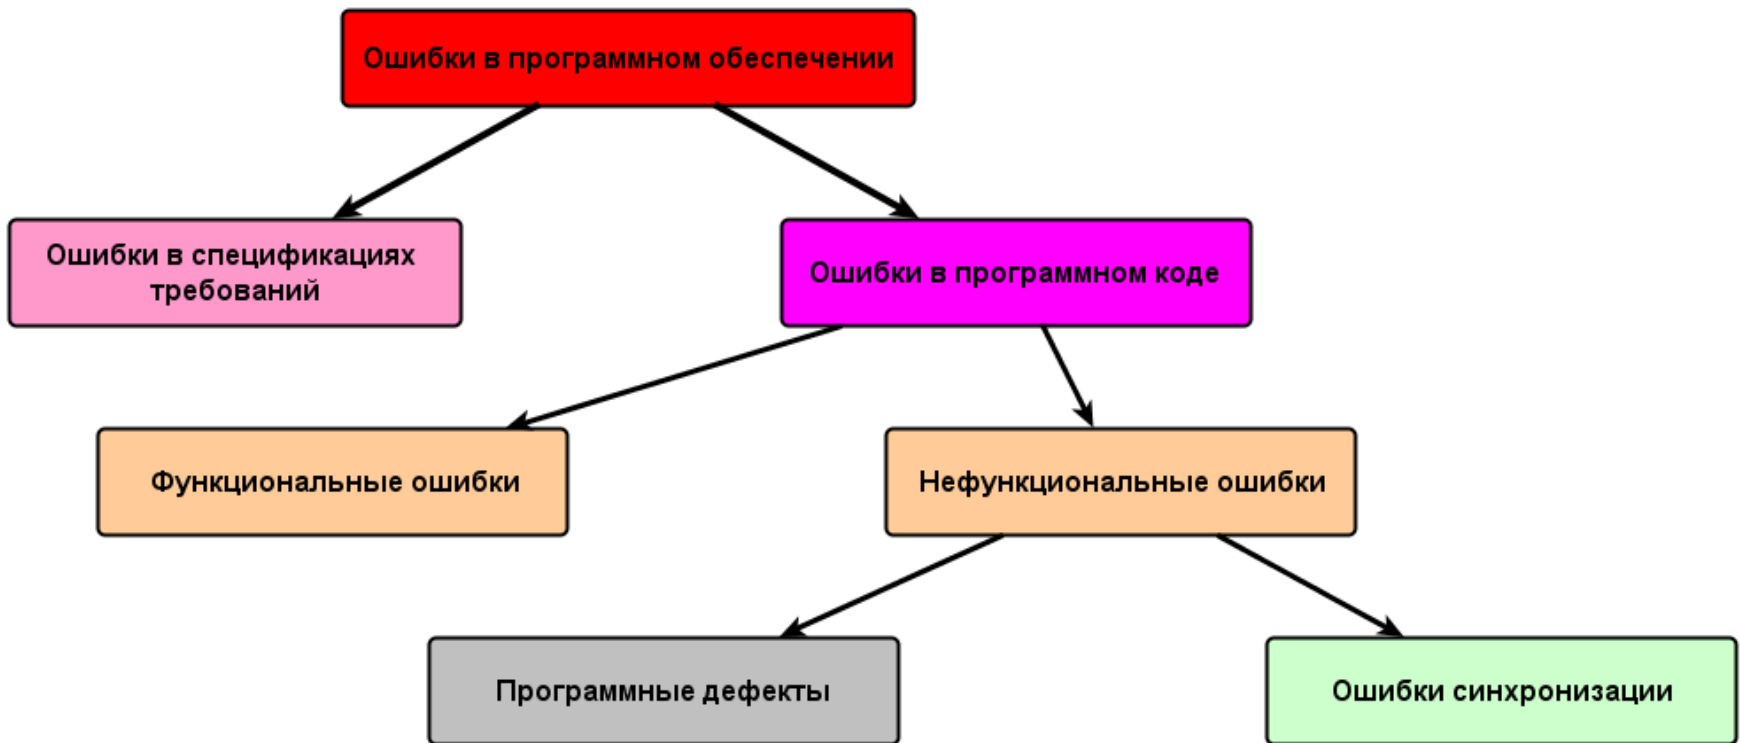 Ошибки в программном обеспечении
Ошибки в спецификациях
требований
Ошибки в программном коде
Функциональные ошибки
Нефункциональные ошибки
Программные дефекты
Ошибки синхронизации